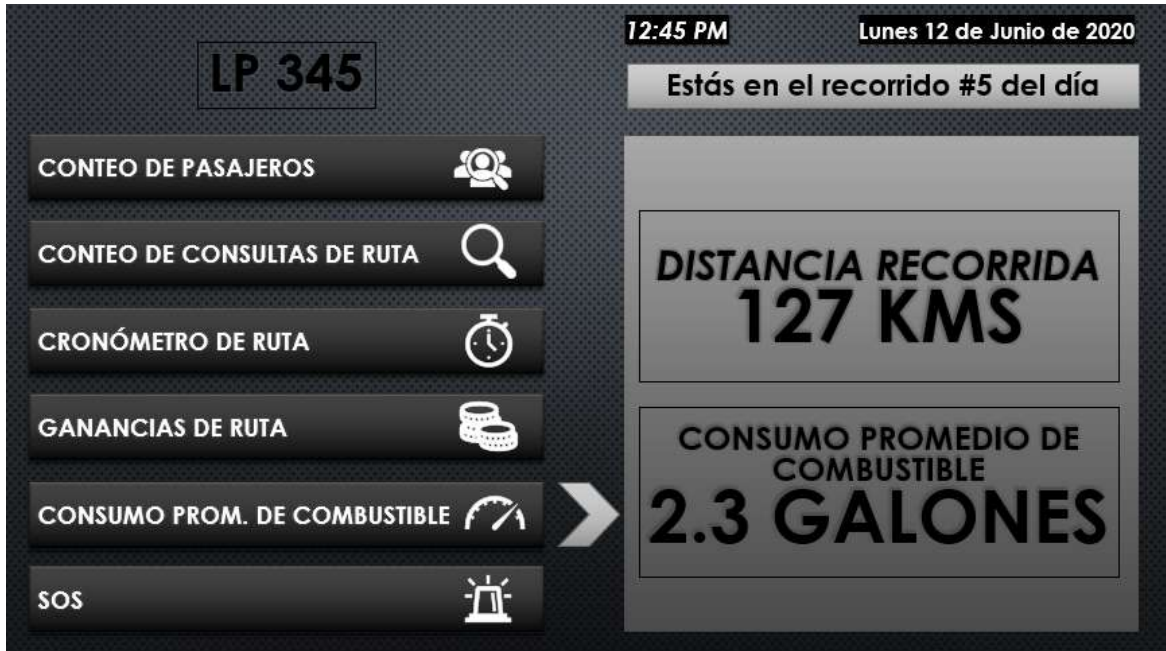 12:45 PM
Lunes 12 de Junio de 2020
LP 345
Estás en el recorrido #5 del día
CONTEO DE PASAJEROS
CONTEO DE CONSULTAS DE RUTA
CRONÓMETRO DE RUTA
GANANCIAS DE RUTA
CONSUMO PROM. DE COMBUSTIBLE
SOS
DISTANCIA RECORRIDA
127 KMS
CONSUMO PROMEDIO DE
COMBUSTIBLE
2.3 GALONES